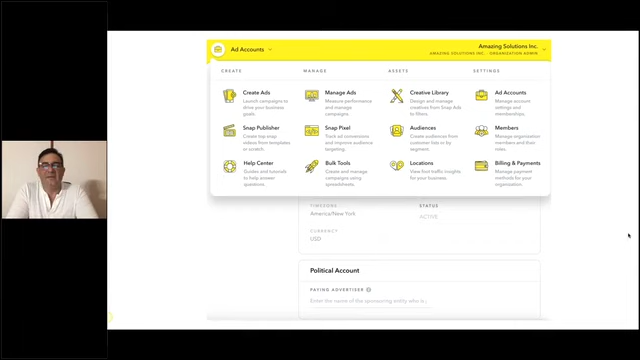 Ad Accounts
Amazing Solutions Inc.
AMAZING SOLUTIONS INC. - ORGANIZATION ADMIN
CREATE
MANAGE
ASSETS
SETTINGS
Create Ads
Launch campaigns to
drive your business
goals.
Manage Ads
Measure performance and
manage campaigns.
Creative Library
Design and manage
creatives from Snap Ads
to filters.
Ad Accounts
Manage account
settings and
memberships.
Snap Publisher
Create top snap
videos from templates
or scratch.
Snap Pixel
Track ad conversions
and improve audience
targeting.
Audiences
Create audiences from
customer lists or by
segment.
Members
Manage organization
members and their
roles.
Help Center
Guides and tutorials
to help answer
questions.
Bulk Tools
Create and manage
campaigns using
spreadsheets.
Locations
View foot traffic insights
for your business.
Billing & Payments
Manage payment
methods for your
organization.
TIMEZONE
America/New York
STATUS
ACTIVE
CURRENCY
USD
Political Account
PAYING ADVERTISER
Enter the name of the sponsoring entity who is